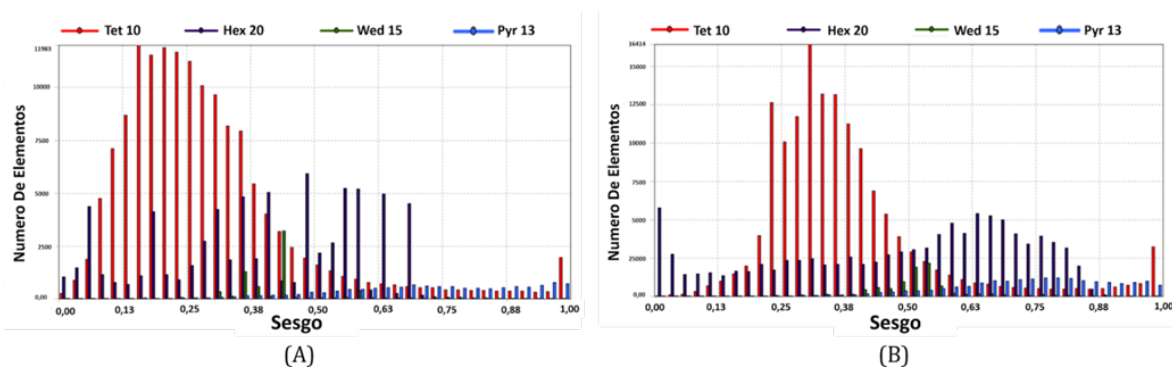 Tet 10 Hex 20 Wed 15 Pyr 13
11983
10000
7500
5000
2500
0,00
Numero De Elementos
0,00 0,13 0,25 0,38 0,50 0,62 0,75 0,88 1,00
Sesgo
(A)
Tet 10 Hex 20 Wed 15 Pyr 13
16414
12500
10000
7500
5000
2500
0,00
Numero De Elementos
0,00 0,13 0,25 0,38 0,50 0,63 0,75 0,88 1,00
Sesgo
(B)